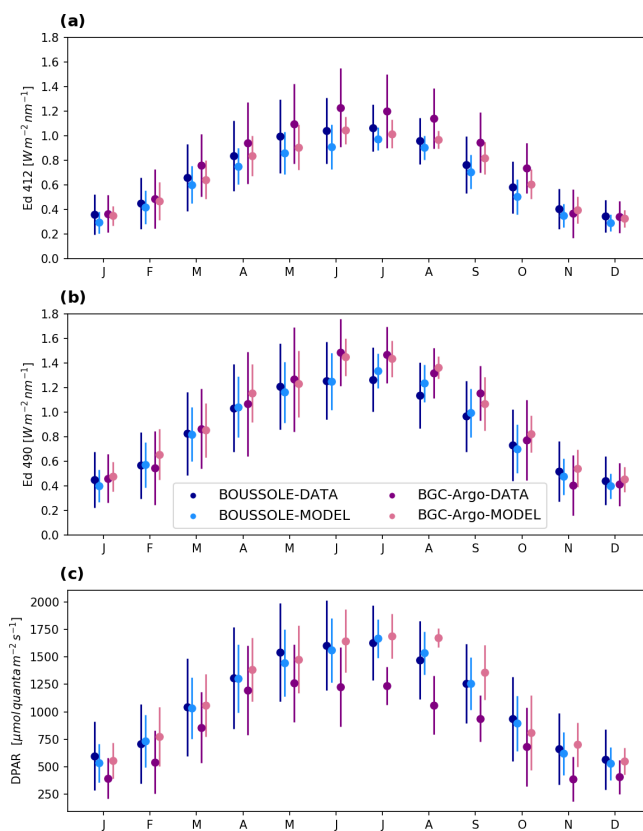 (a)
1.8
1.6
1.4
1.2
1.0
0.8
0.6
0.4
0.2
0.0
Ed 412 [W m⁻² nm⁻¹]
J F M A M J J A S O N D
(b)
1.8
1.6
1.4
1.2
1.0
0.8
0.6
0.4
0.2
0.0
Ed 490 [W m⁻² nm⁻¹]
BOUSSOLE-DATA BGC-Argo-DATA
BOUSSOLE-MODEL BGC-Argo-MODEL
J F M A M J J A S O N D
(c)
2000
1750
1500
1250
1000
750
500
250
DPAR [μmol quanta m⁻² s⁻¹]
J F M A M J J A S O N D